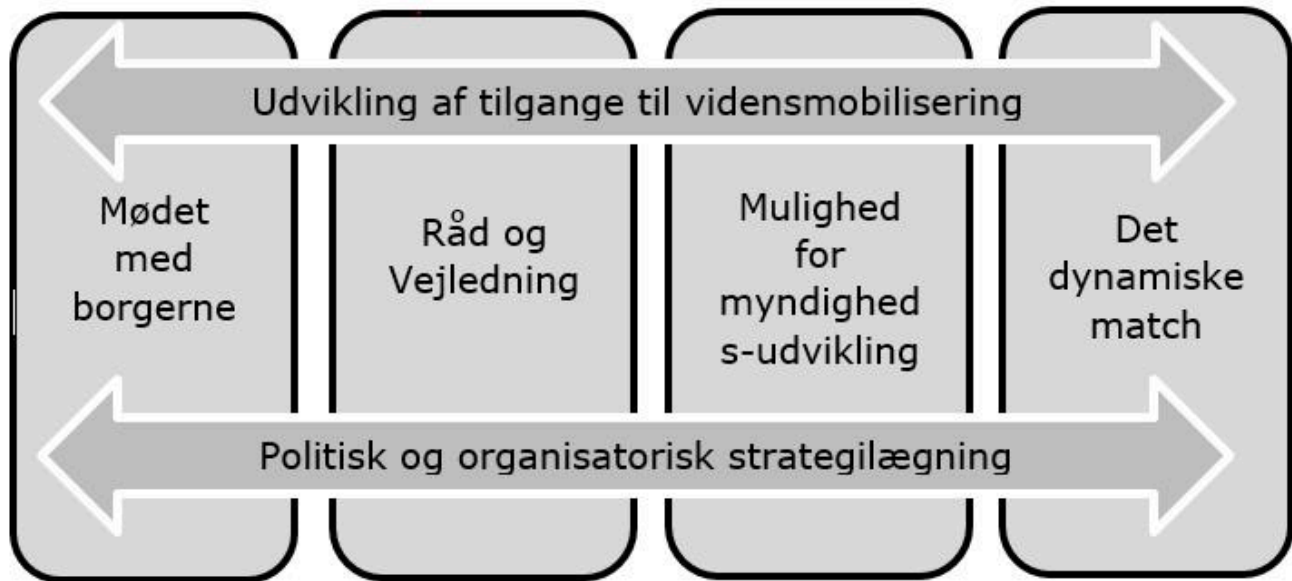 Udvikling af tilgange til vidensmobilisering
Mødet
med
borgerne
Råd og
Vejledning
Mulighed
for
myndighed
s-udvikling
Det
dynamiske
match
Politisk og organisatorisk strategilægning